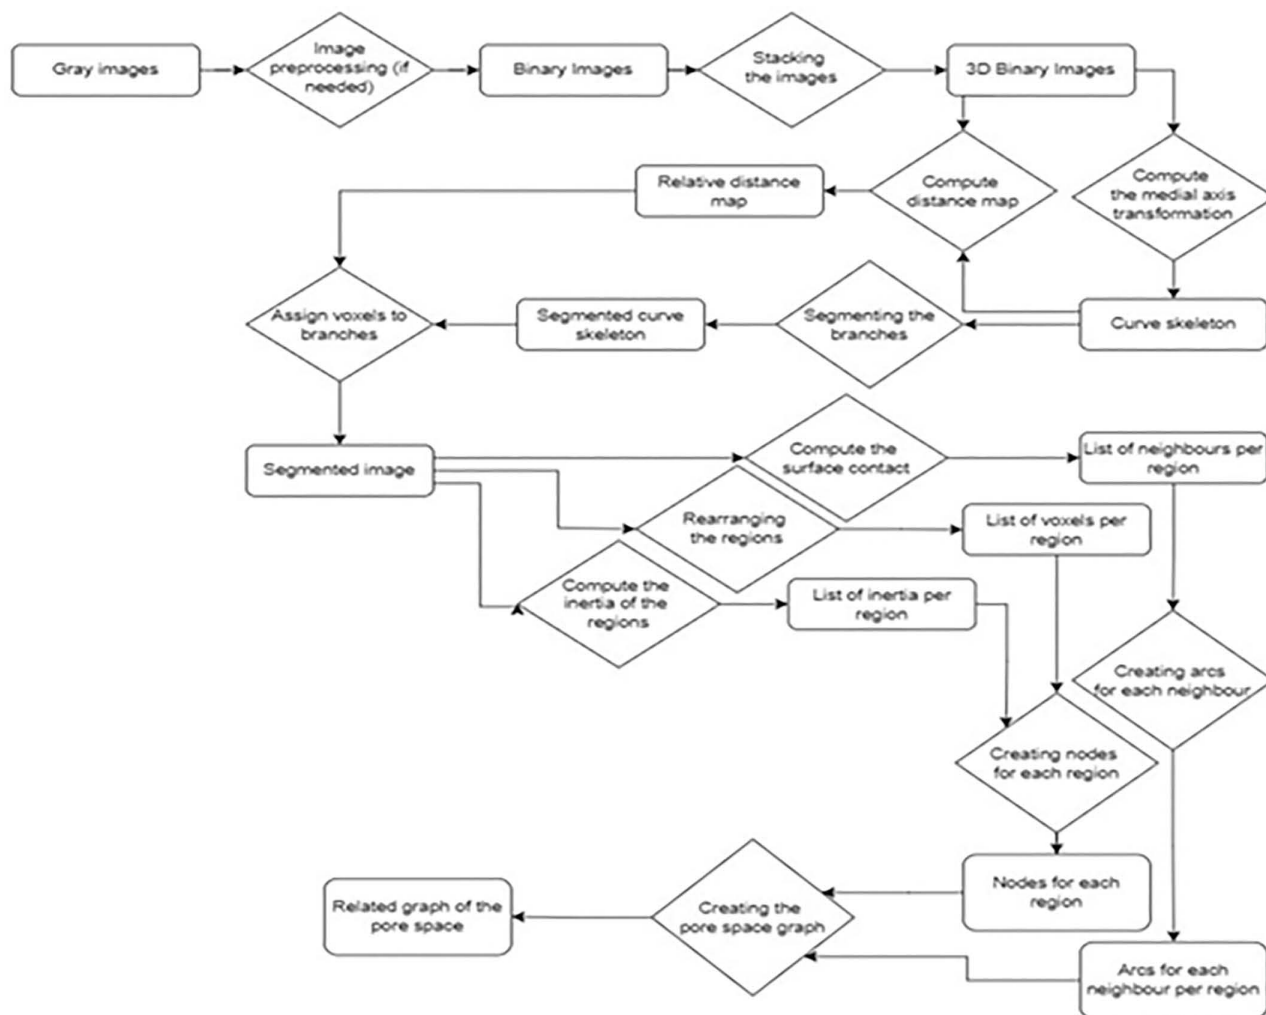 Gray images
Image
preprocessing (if
needed)
Binary Images
Stacking
the images
3D Binary Images
Relative distance
map
Compute
distance map
Compute
the medial axis
transformation
Assign voxels to
branches
Segmented curve
skeleton
Segmenting the
branches
Curve skeleton
Segmented image
Compute the
surface contact
List of neighbours per
region
Rearranging
the regions
List of voxels per
region
Compute the
inertia of the
regions
List of inertia per
region
Creating arcs
for each neighbour
Creating nodes
for each region
Related graph of the
pore space
Creating the
pore space graph
Nodes for each
region
Arcs for each
neighbour per region